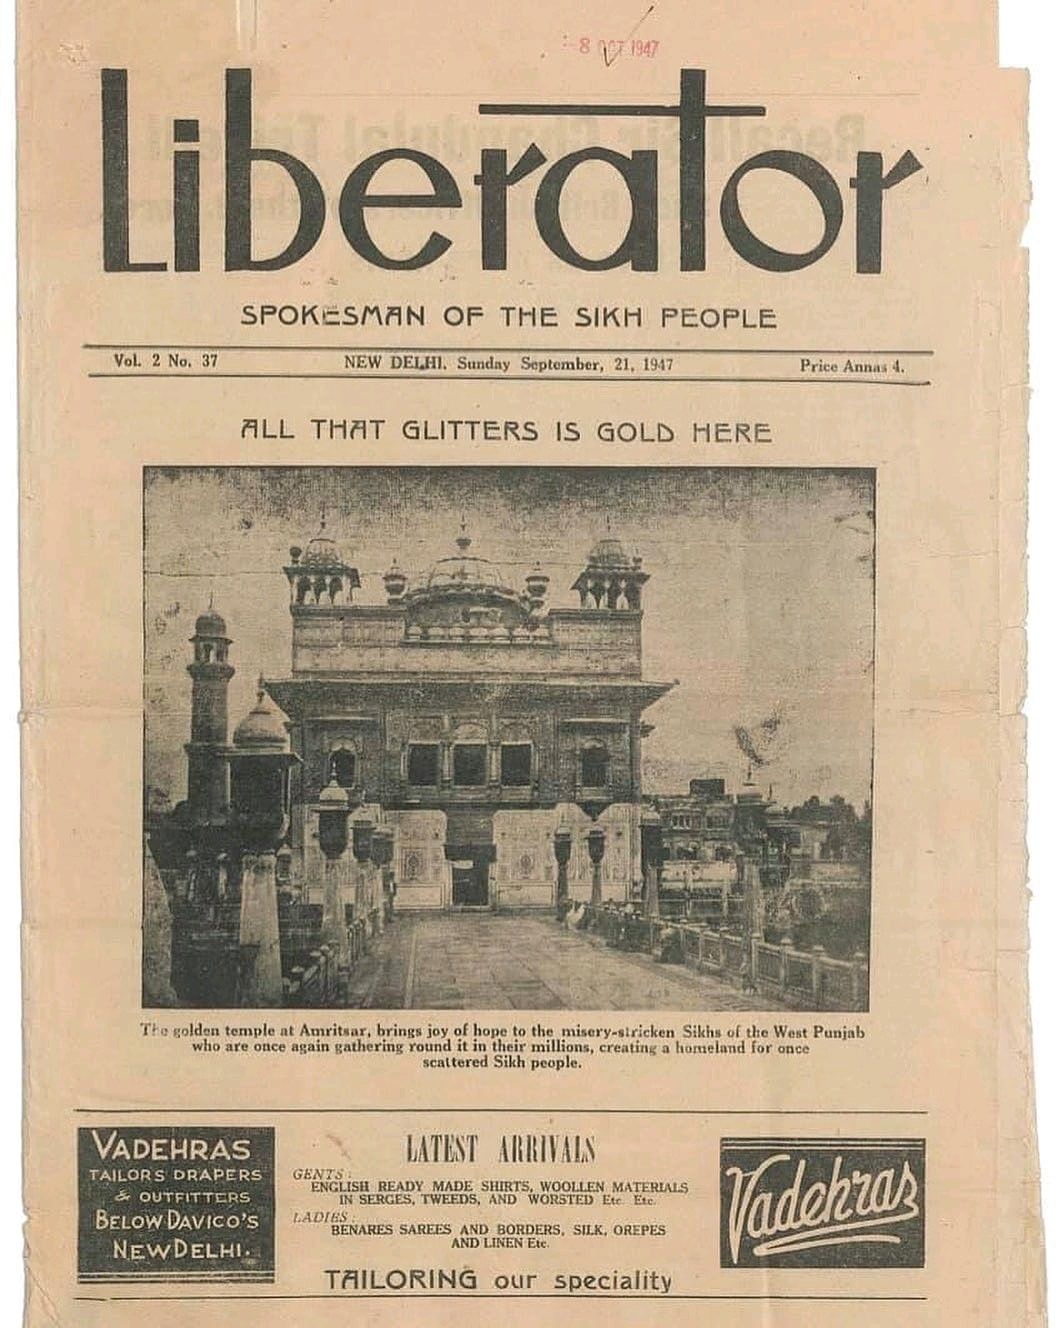 8 OCT 1947
Liberator
SPOKESMAN OF THE SIKH PEOPLE
Vol. 2 No. 37 NEW DELHI. Sunday September, 21, 1947 Price Annas 4.
ALL THAT GLITTERS IS GOLD HERE
The golden temple at Amritsar, brings joy of hope to the misery-stricken Sikhs of the West Punjab
who are once again gathering round it in their millions, creating a homeland for once
scattered Sikh people.
VADEHRAS
TAILORS DRAPERS
& OUTFITTERS
BELOW DAVICO'S
NEW DELHI.
LATEST ARRIVALS
GENTS:
ENGLISH READY MADE SHIRTS, WOOLLEN MATERIALS
IN SERGES, TWEEDS, AND WORSTED Etc. Etc.
LADIES:
BENARES SAREES AND BORDERS, SILK, OREPES
AND LINEN Etc.
TAILORING our speciality
Vadehras